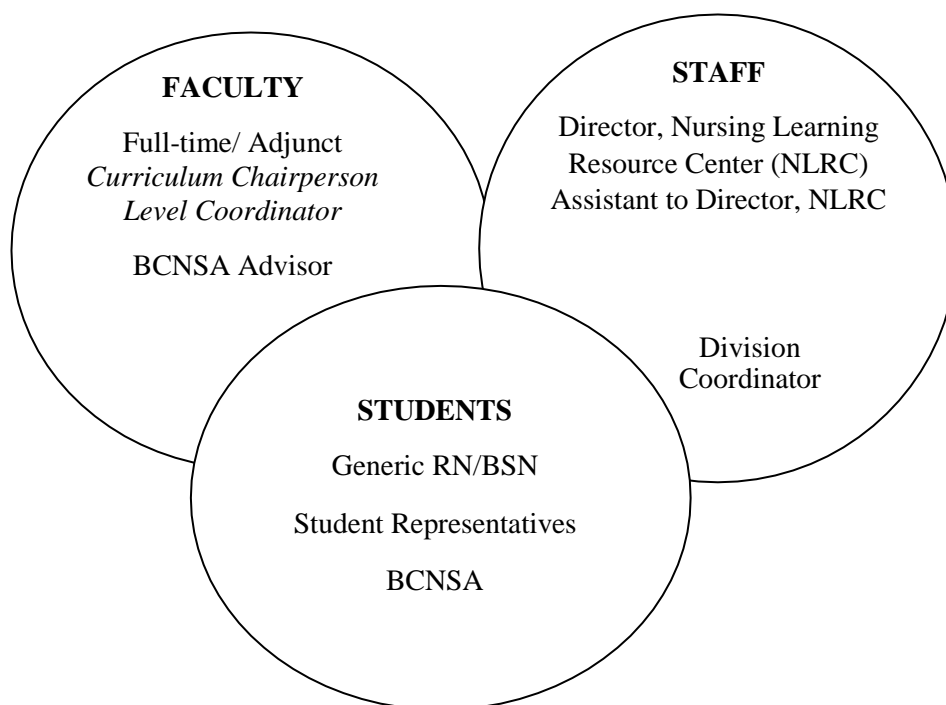 FACULTY
Full-time/ Adjunct
Curriculum Chairperson
Level Coordinator
BCNSA Advisor
STAFF
Director, Nursing Learning
Resource Center (NLRC)
Assistant to Director, NLRC
Division
Coordinator
STUDENTS
Generic RN/BSN
Student Representatives
BCNSA